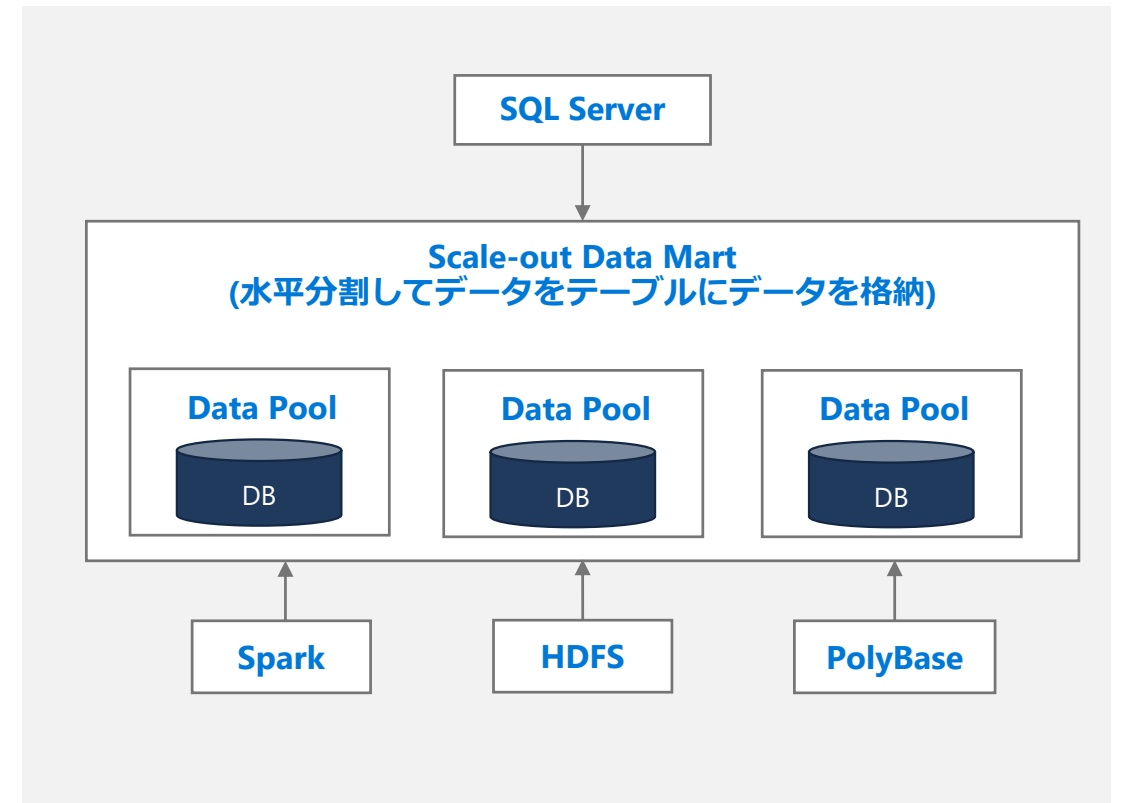 SQL Server
Scale-out Data Mart
(水平分割してデータをテーブルにデータを格納)
Data Pool
Data Pool
Data Pool
DB
DB
DB
Spark
HDFS
PolyBase